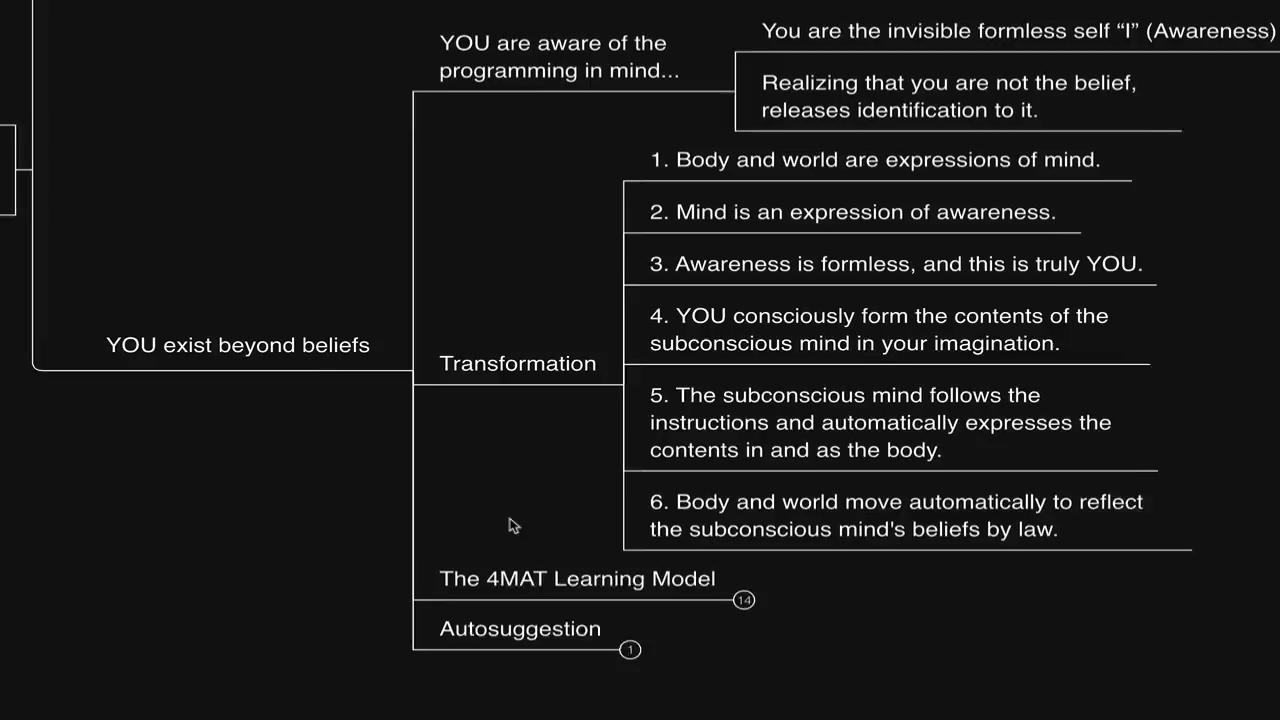 YOU are aware of the
programming in mind...
You are the invisible formless self “I” (Awareness)
Realizing that you are not the belief,
releases identification to it.
YOU exist beyond beliefs
Transformation
1. Body and world are expressions of mind.
2. Mind is an expression of awareness.
3. Awareness is formless, and this is truly YOU.
4. YOU consciously form the contents of the
subconscious mind in your imagination.
5. The subconscious mind follows the
instructions and automatically expresses the
contents in and as the body.
6. Body and world move automatically to reflect
the subconscious mind's beliefs by law.
The 4MAT Learning Model
14
Autosuggestion
1